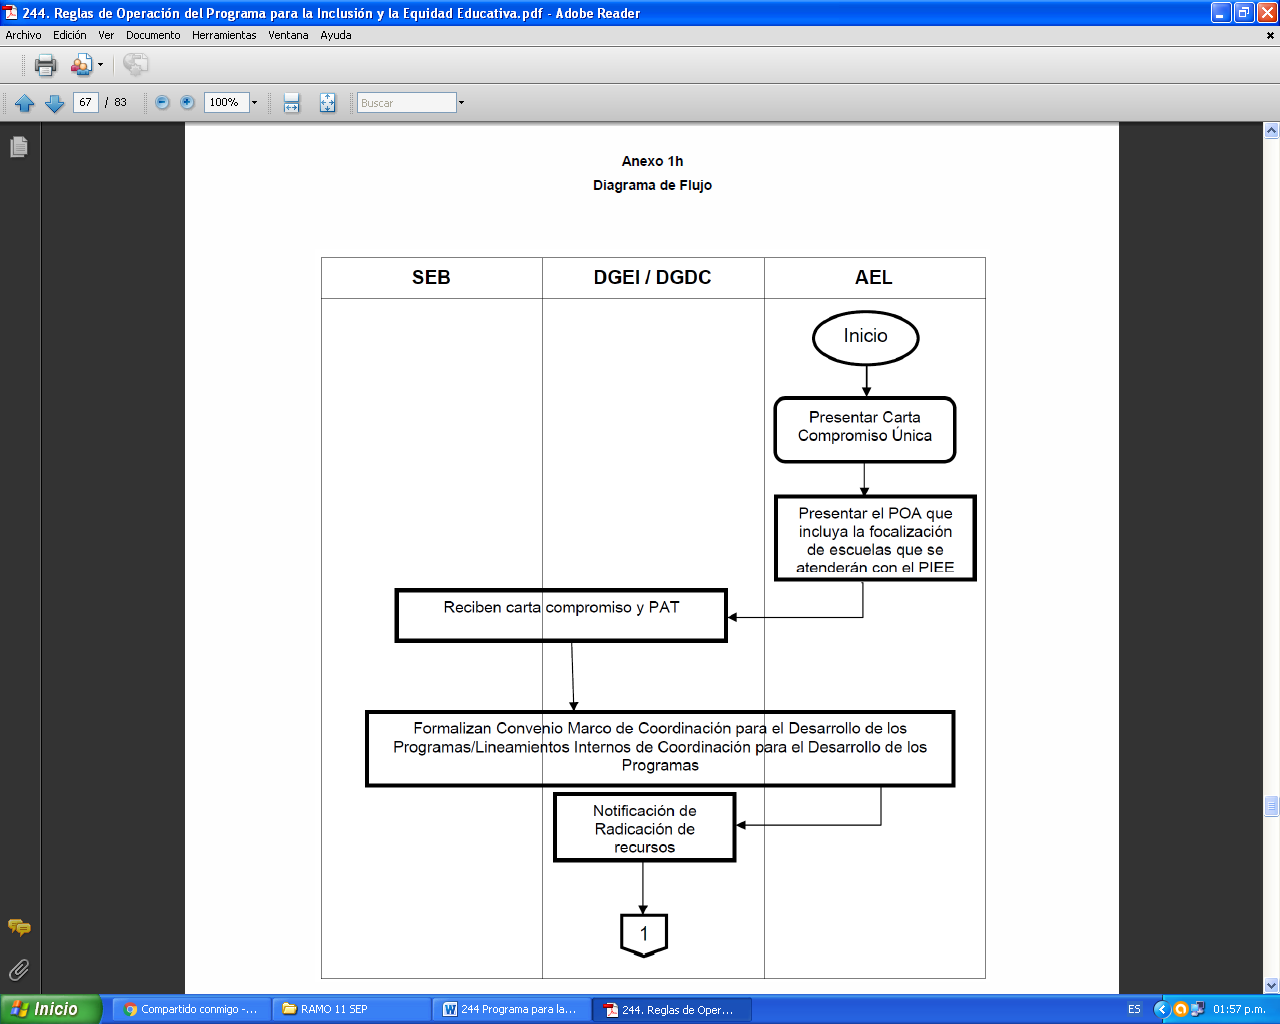 244. Reglas de Operación del Programa para la Inclusión y la Equidad Educativa.pdf - Adobe Reader
Archivo Edición Ver Documento Herramientas Ventana Ayuda
67 / 83 100% Buscar
Anexo 1h
Diagrama de Flujo
SEB DGEI / DGDC AEL
Inicio
Presentar Carta
Compromiso Única
Presentar el POA que
incluya la focalización
de escuelas que se
atenderán con el PIEE
Reciben carta compromiso y PAT
Formalizan Convenio Marco de Coordinación para el Desarrollo de los
Programas/Lineamientos Internos de Coordinación para el Desarrollo de los
Programas
Notificación de
Radicación de
recursos
1
Inicio Compartido conmigo -... RAMO 11 SEP 244 Programa para la... 244. Reglas de Oper... ES 01:57 p.m.